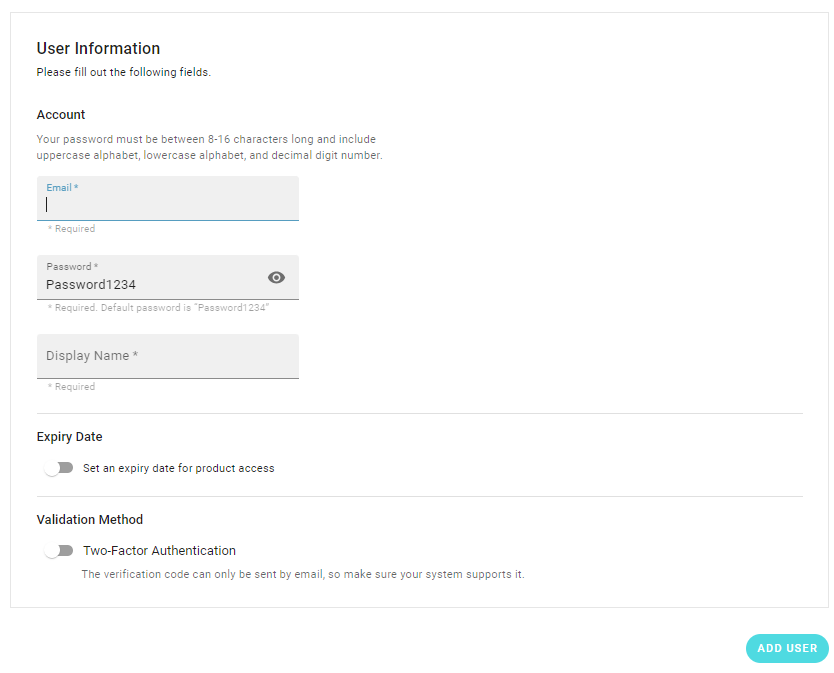 User Information
Please fill out the following fields.
Account
Your password must be between 8-16 characters long and include
uppercase alphabet, lowercase alphabet, and decimal digit number.
Email *
* Required
Password *
Password1234
* Required. Default password is "Password1234"
Display Name *
* Required
Expiry Date
Set an expiry date for product access
Validation Method
Two-Factor Authentication
The verification code can only be sent by email, so make sure your system supports it.
ADD USER